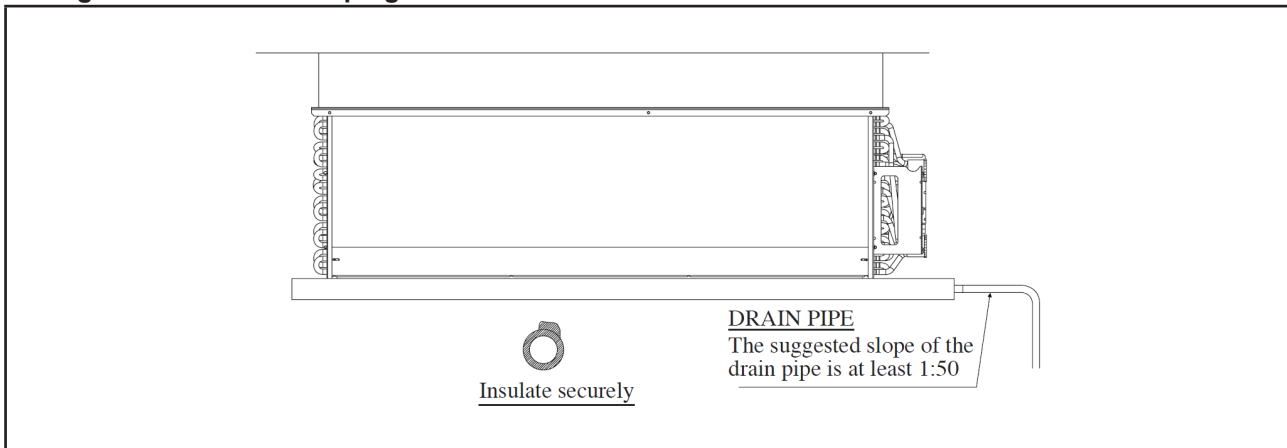 DRAIN PIPE
The suggested slope of the
drain pipe is at least 1:50
Insulate securely